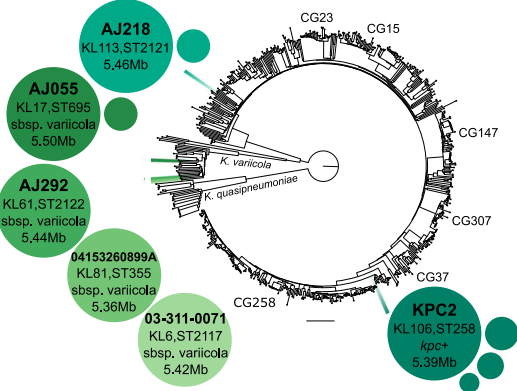 AJ218
KL113,ST2121
5.46Mb
AJ055
KL17,ST695
sbsp. variicola
5.50Mb
AJ292
KL61,ST2122
sbsp. variicola
5.44Mb
04153260899A
KL81,ST355
sbsp. variicola
5.36Mb
03-311-0071
KL6,ST2117
sbsp. variicola
5.42Mb
CG23
CG15
CG147
CG307
CG37
CG258
K. variicola
K. quasipneumoniae
KPC2
KL106,ST258
kpc+
5.39Mb